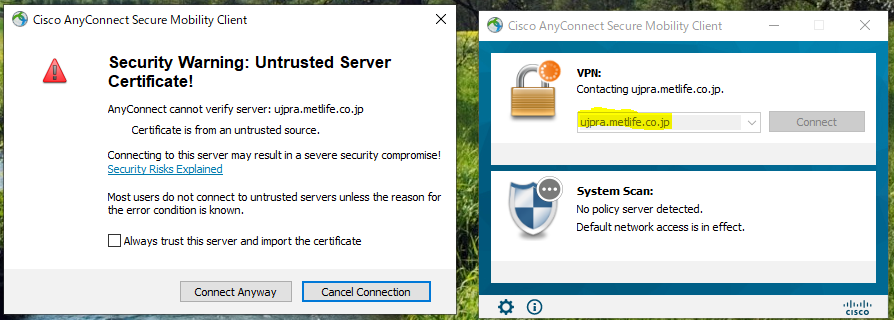 Cisco AnyConnect Secure Mobility Client
Security Warning: Untrusted Server
Certificate!
AnyConnect cannot verify server: ujpra.metlife.co.jp
Certificate is from an untrusted source.
Connecting to this server may result in a severe security compromise!
Security Risks Explained
Most users do not connect to untrusted servers unless the reason for
the error condition is known.
Always trust this server and import the certificate
Connect Anyway
Cancel Connection
Cisco AnyConnect Secure Mobility Client
VPN:
Contacting ujpra.metlife.co.jp.
ujpra.metlife.co.jp
Connect
System Scan:
No policy server detected.
Default network access is in effect.
CISCO